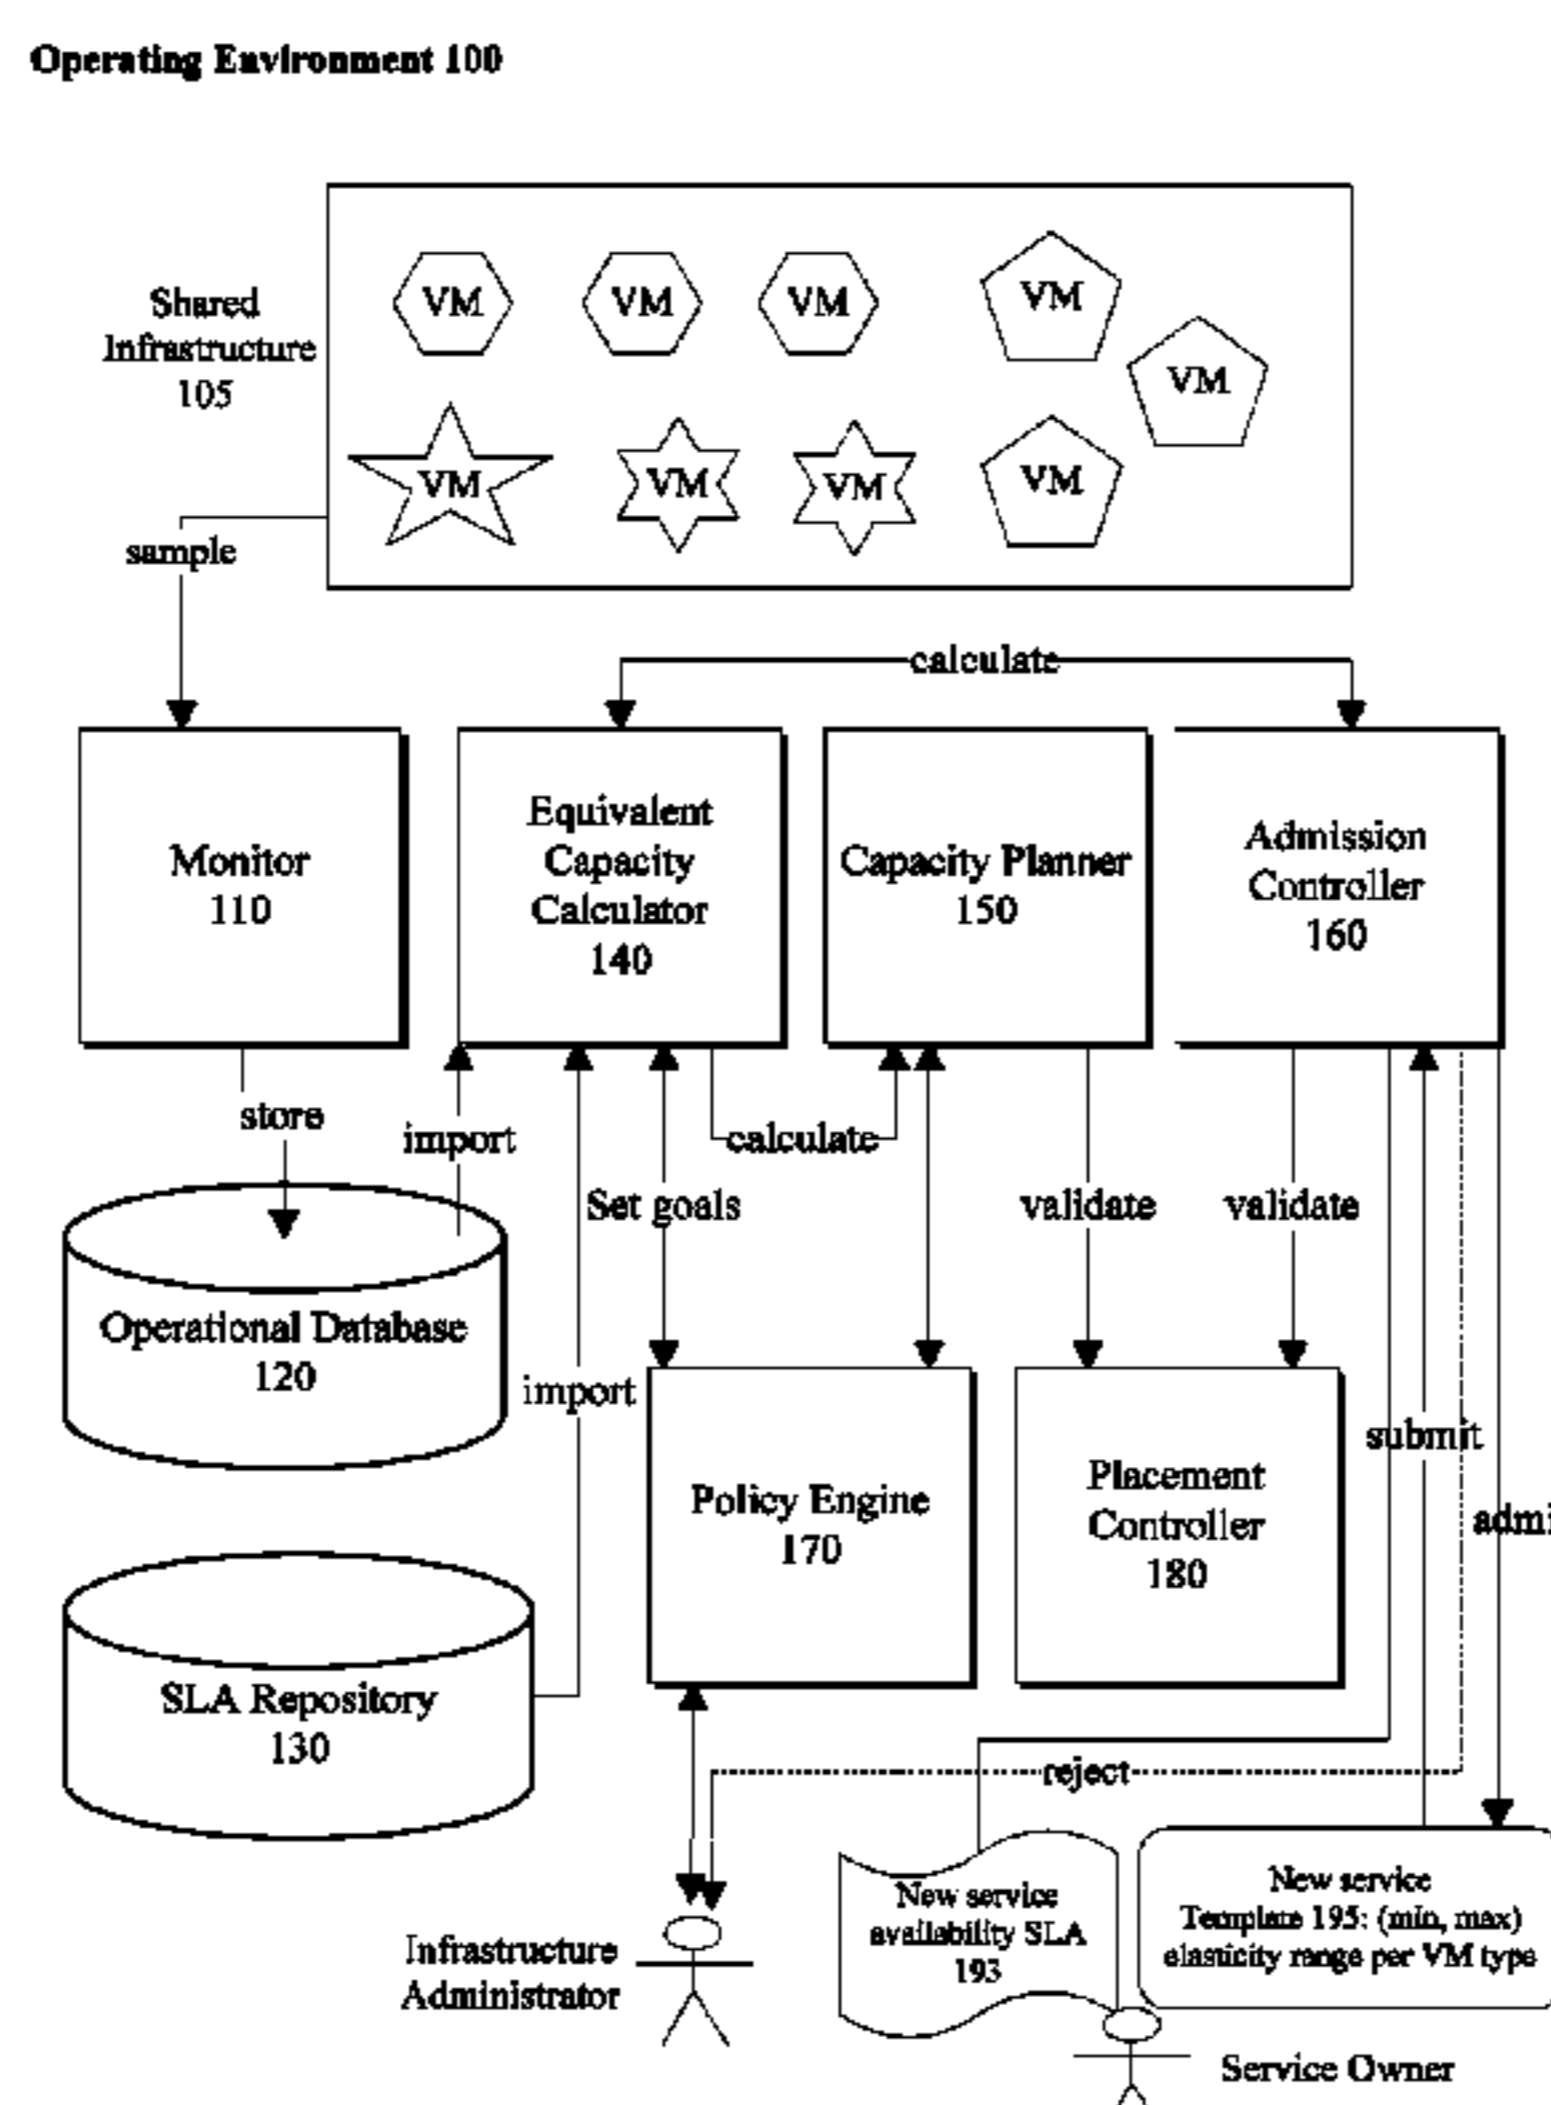 Operating Environment 100
Shared
Infrastructure
105
VM
VM
VM
VM
VM
VM
VM
VM
VM
sample
calculate
Monitor
110
Equivalent
Capacity
Calculator
140
Capacity Planner
150
Admission
Controller
160
store
import
calculate
Set goals
validate
validate
Operational Database
120
import
submit
Policy Engine
170
Placement
Controller
180
admi
SLA Repository
130
reject
New service
availability SLA
193
New service
Template 195: (min, max)
elasticity range per VM type
Infrastructure
Administrator
Service Owner